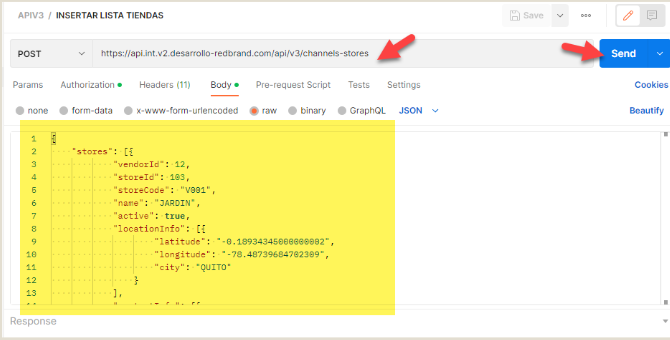 APIV3 / INSERTAR LISTA TIENDAS
Save
POST
https://api.int.v2.desarrollo-redbrand.com/api/v3/channels-stores
Send
Params Authorization Headers (11) Body Pre-request Script Tests Settings Cookies
none form-data x-www-form-urlencoded raw binary GraphQL JSON Beautify
1 {
2 "stores": [{
3 "vendorId": 12,
4 "storeId": 103,
5 "storeCode": "V001",
6 "name": "JARDIN",
7 "active": true,
8 "locationInfo": [{
9 "latitude": "-0.18934345000000002",
10 "longitude": "-78.48739684702309",
11 "city": "QUITO"
12 }
13 ],
Response